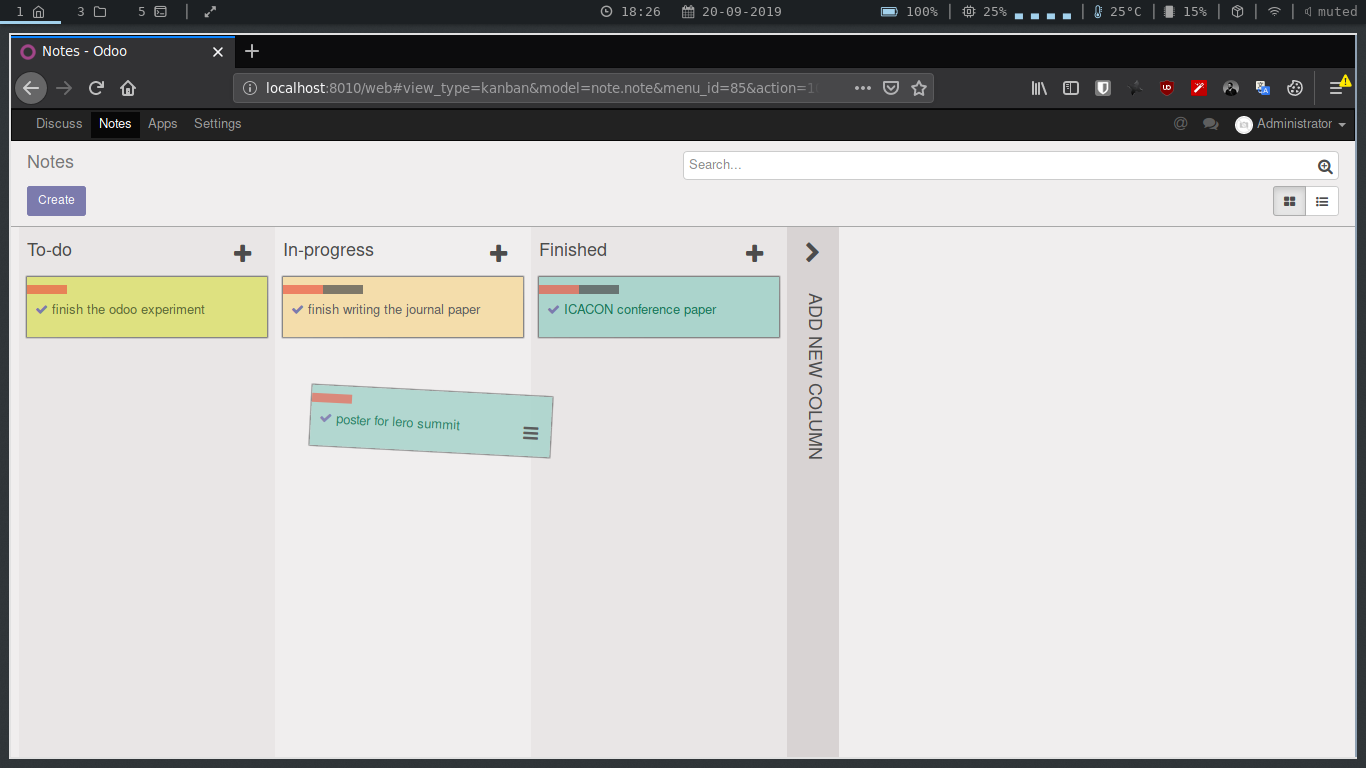 1 3 5 18:26 20-09-2019 100% 25% 25°C 15% muted
Notes - Odoo
localhost:8010/web#view_type=kanban&model=note.note&menu_id=85&action=1
Discuss Notes Apps Settings Administrator
Notes
Search...
Create
To-do In-progress Finished
finish the odoo experiment
finish writing the journal paper
ICACON conference paper
poster for lero summit
ADD NEW COLUMN